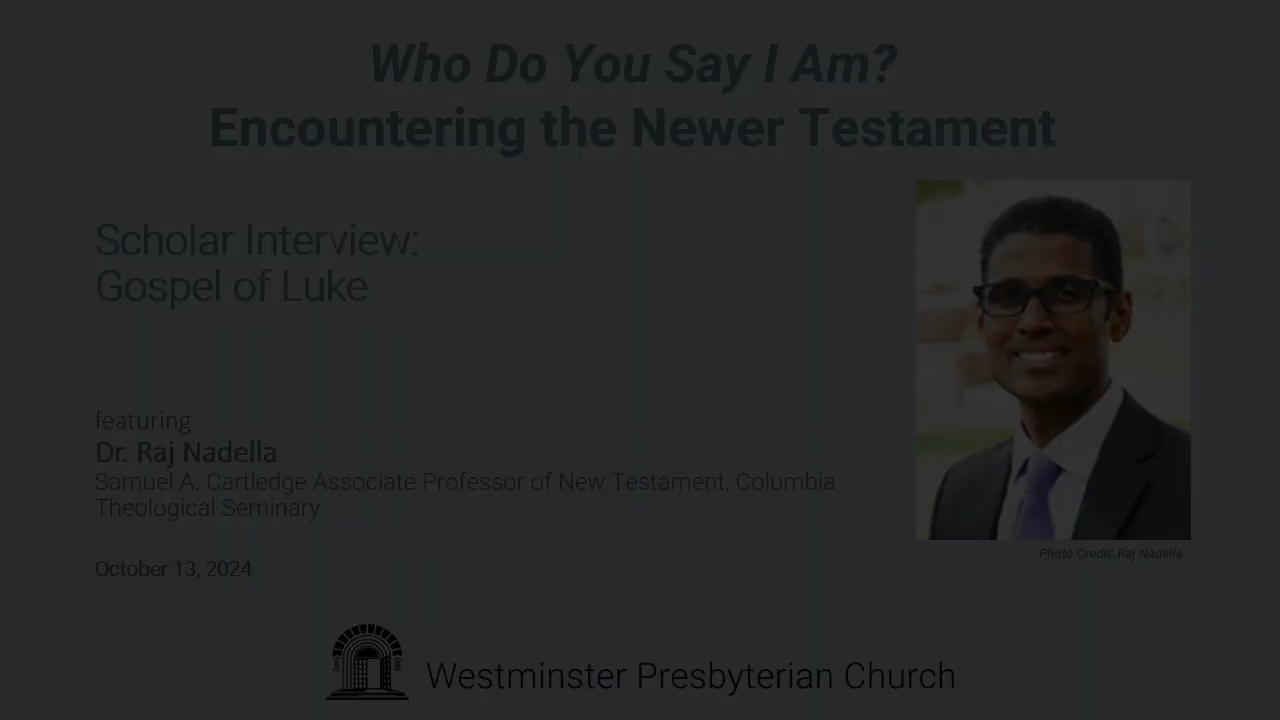 Who Do You Say I Am?
Encountering the Newer Testament
Scholar Interview:
Gospel of Luke
featuring
Dr. Raj Nadella
Samuel A. Cartledge Associate Professor of New Testament, Columbia
Theological Seminary
Photo Credit: Raj Nadella
October 13, 2024
Westminster Presbyterian Church